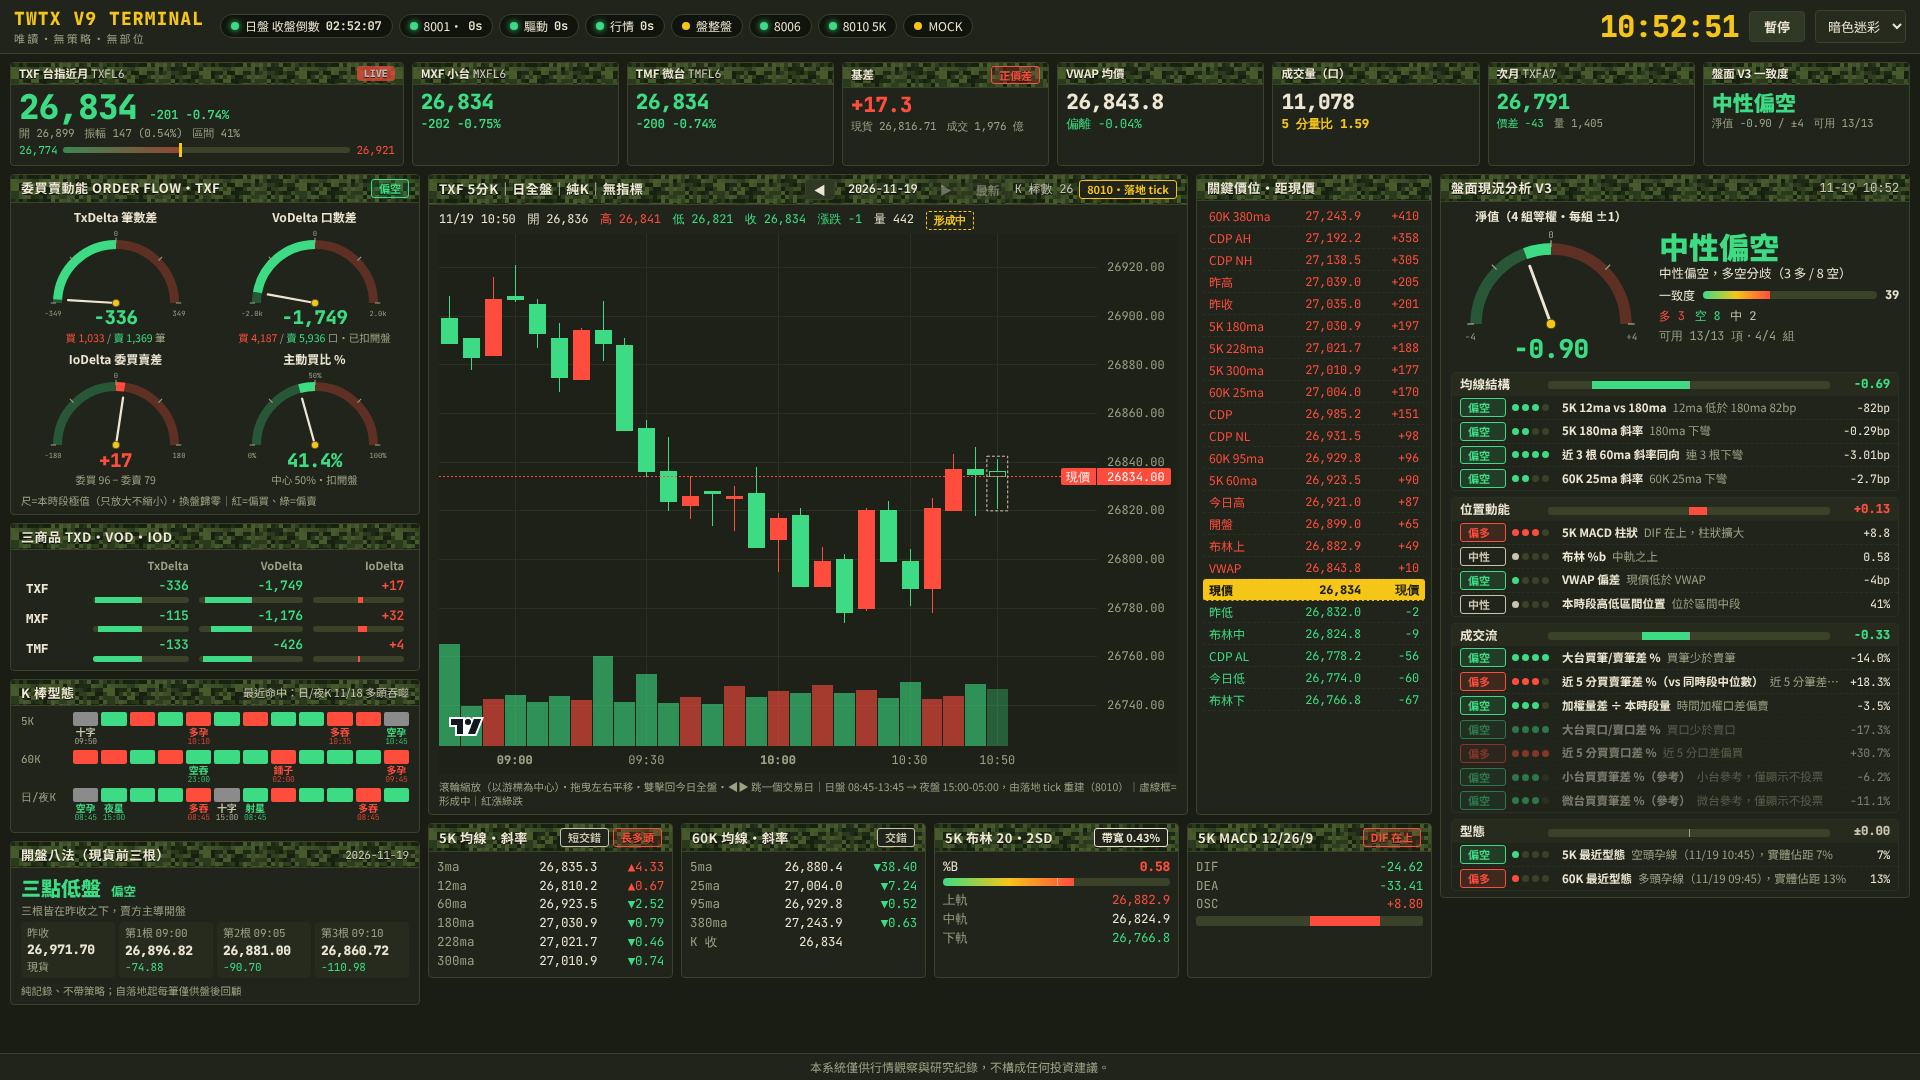 TWTX V9 TERMINAL
唯讀・無策略・無部位
日盤 收盤倒數 02:52:07
8001・ 0s
驅動 0s
行情 0s
盤整盤
8006
8010 5K
MOCK
10:52:51
暫停
暗色迷彩
TXF 台指近月 TXFL6
LIVE
26,834 -201 -0.74%
開 26,899 振幅 147 (0.54%) 區間 41%
26,774 26,921
MXF 小台 MXFL6
26,834
-202 -0.75%
TMF 微台 TMFL6
26,834
-200 -0.74%
基差 正價差
+17.3
現貨 26,816.71 成交 1,976 億
VWAP 均價
26,843.8
偏離 -0.04%
成交量（口）
11,078
5 分量比 1.59
次月 TXFA7
26,791
價差 -43 量 1,405
盤面 V3 一致度
中性偏空
淨值 -0.90 / ±4 可用 13/13
委買賣動能 ORDER FLOW・TXF 偏空
TxDelta 筆數差
0
-349 349
-336
買 1,033 / 賣 1,369 筆
VoDelta 口數差
0
-2.0k 2.0k
-1,749
買 4,187 / 賣 5,936 口・已扣開盤
IoDelta 委買賣差
0
-180 180
+17
委買 96 − 委賣 79
主動買比 %
50%
0% 100%
41.4%
中心 50%・扣開盤
尺=本時段極值（只放大不縮小），換盤歸零｜紅=偏買、綠=偏賣
三商品 TXD・VOD・IOD
TxDelta VoDelta IoDelta
TXF -336 -1,749 +17
MXF -115 -1,176 +32
TMF -133 -426 +4
K 棒型態 最近命中：日/夜K 11/18 多頭吞噬
5K
十字 多孕 多吞 空孕
09:50 10:10 10:35 10:45
60K
空吞 錘子 多孕
23:00 02:00 09:45
日/夜K
空孕 夜星 多吞 十字 射星 多吞
08:45 15:00 08:45 15:00 08:45 08:45
開盤八法（現貨前三根） 2026-11-19
三點低盤 偏空
三根皆在昨收之下，賣方主導開盤
昨收 第1根 09:00 第2根 09:05 第3根 09:10
26,971.70 26,896.82 26,881.00 26,860.72
現貨 -74.88 -90.70 -110.98
純記錄、不帶策略；自落地起每筆僅供盤後回顧
TXF 5分K｜日全盤｜純K｜無指標
◀ 2026-11-19 ▶ 最新 K 棒數 26 8010・落地 tick
11/19 10:50 開 26,836 高 26,841 低 26,821 收 26,834 漲跌 -1 量 442 形成中
26920.00
26900.00
26880.00
26860.00
26840.00
現價 26834.00
26820.00
26800.00
26780.00
26760.00
26740.00
09:00 09:30 10:00 10:30 10:50
滾輪縮放（以游標為中心）・拖曳左右平移・雙擊回今日全盤・◀▶ 跳一個交易日｜日盤 08:45-13:45 → 夜盤 15:00-05:00，由落地 tick 重建（8010）｜虛線框=
形成中｜紅漲綠跌
關鍵價位・距現價
60K 380ma 27,243.9 +410
CDP AH 27,192.2 +358
CDP NH 27,138.5 +305
昨高 27,039.0 +205
昨收 27,035.0 +201
5K 180ma 27,030.9 +197
5K 228ma 27,021.7 +188
5K 300ma 27,010.9 +177
60K 25ma 27,004.0 +170
CDP 26,985.2 +151
CDP NL 26,931.5 +98
60K 95ma 26,929.8 +96
5K 60ma 26,923.5 +90
今日高 26,921.0 +87
開盤 26,899.0 +65
布林上 26,882.9 +49
VWAP 26,843.8 +10
現價 26,834 現價
昨低 26,832.0 -2
布林中 26,824.8 -9
CDP AL 26,778.2 -56
今日低 26,774.0 -60
布林下 26,766.8 -67
5K 均線・斜率 短交錯 長多頭
3ma 26,835.3 ▲4.33
12ma 26,810.2 ▲0.67
60ma 26,923.5 ▼2.52
180ma 27,030.9 ▼0.79
228ma 27,021.7 ▼0.46
300ma 27,010.9 ▼0.74
60K 均線・斜率 交錯
5ma 26,880.4 ▼38.40
25ma 27,004.0 ▼7.24
95ma 26,929.8 ▼0.52
380ma 27,243.9 ▼0.63
K 收 26,834
5K 布林 20・2SD 帶寬 0.43%
%B 0.58
上軌 26,882.9
中軌 26,824.9
下軌 26,766.8
5K MACD 12/26/9 DIF 在上
DIF -24.62
DEA -33.41
OSC +8.80
盤面現況分析 V3 11-19 10:52
淨值（4 組等權・每組 ±1）
0
-4 +4
-0.90
中性偏空
中性偏空，多空分歧（3 多 / 8 空）
一致度 39
多 3 空 8 中 2
可用 13/13 項・4/4 組
均線結構 -0.69
偏空 5K 12ma vs 180ma 12ma 低於 180ma 82bp -82bp
偏空 5K 180ma 斜率 180ma 下彎 -0.29bp
偏空 近 3 根 60ma 斜率同向 連 3 根下彎 -3.01bp
偏空 60K 25ma 斜率 60K 25ma 下彎 -2.7bp
位置動能 +0.13
偏多 5K MACD 柱狀 DIF 在上，柱狀擴大 +8.8
中性 布林 %b 中軌之上 0.58
偏空 VWAP 偏差 現價低於 VWAP -4bp
中性 本時段高低區間位置 位於區間中段 41%
成交流 -0.33
偏空 大台買筆/賣筆差 % 買筆少於賣筆 -14.0%
偏多 近 5 分買賣筆差 %（vs 同時段中位數） 近 5 分筆差… +18.3%
偏空 加權量差 ÷ 本時段量 時間加權口差偏賣 -3.5%
偏空 大台買口/賣口差 % 買口少於賣口 -17.3%
偏多 近 5 分買賣口差 % 近 5 分口差偏買 +30.7%
偏空 小台買賣筆差 %（參考） 小台參考，僅顯示不投票 -6.2%
偏空 微台買賣筆差 %（參考） 微台參考，僅顯示不投票 -11.1%
型態 ±0.00
偏空 5K 最近型態 空頭孕線（11/19 10:45），實體佔距 7% 7%
偏多 60K 最近型態 多頭孕線（11/19 09:45），實體佔距 13% 13%
本系統僅供行情觀察與研究紀錄，不構成任何投資建議。